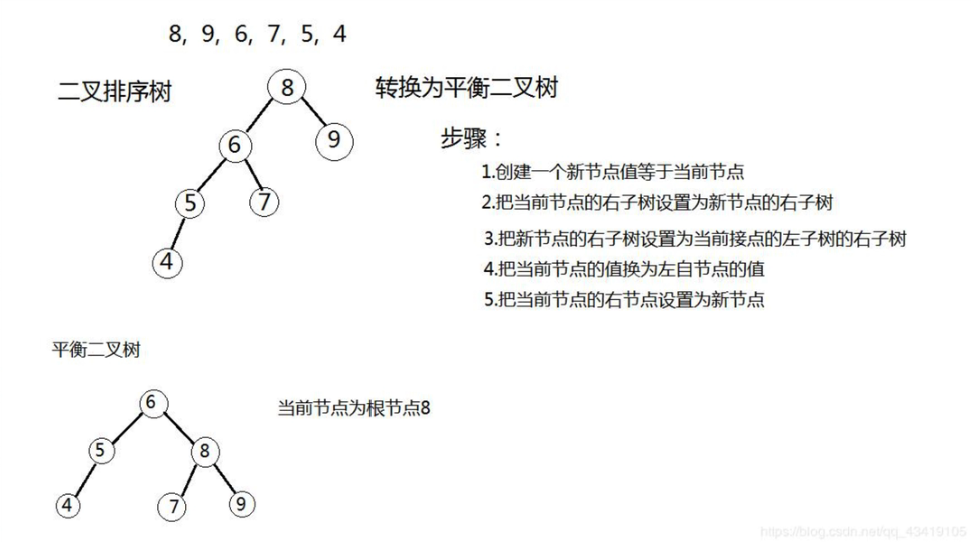 8, 9, 6, 7, 5, 4
二叉排序树
转换为平衡二叉树
8
步骤：
6
9
1.创建一个新节点值等于当前节点
5
7
2.把当前节点的右子树设置为新节点的右子树
3.把新节点的右子树设置为当前接点的左子树的右子树
4
4.把当前节点的值换为左自节点的值
5.把当前节点的右节点设置为新节点
平衡二叉树
6
当前节点为根节点8
5
8
4
7
9
https://blog.csdn.net/qq_43419105